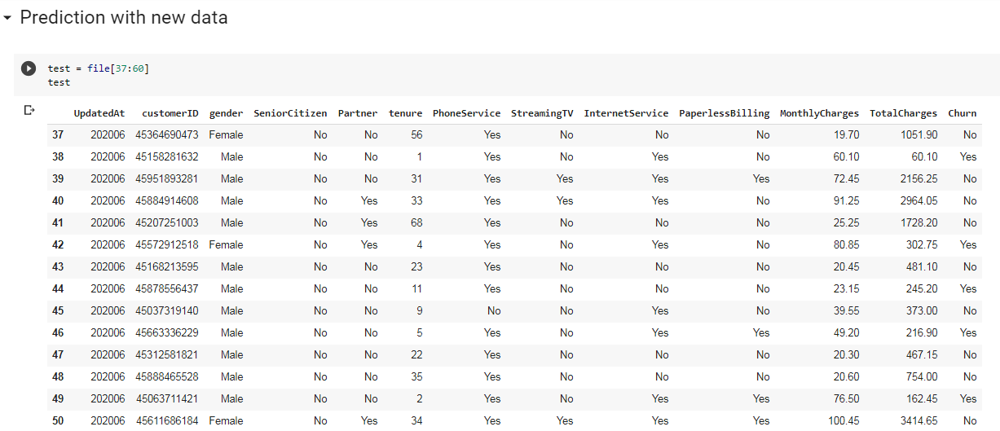 Prediction with new data
test = file[37:60]
test
UpdatedAt customerID gender SeniorCitizen Partner tenure PhoneService StreamingTV InternetService PaperlessBilling MonthlyCharges TotalCharges Churn
37 202006 45364690473 Female No No 56 Yes No No No 19.70 1051.90 No
38 202006 45158281632 Male No No 1 Yes No Yes No 60.10 60.10 Yes
39 202006 45951893281 Male No No 31 Yes Yes Yes Yes 72.45 2156.25 No
40 202006 45884914608 Male No Yes 33 Yes Yes Yes No 91.25 2964.05 No
41 202006 45207251003 Male No Yes 68 Yes No No No 25.25 1728.20 No
42 202006 45572912518 Female No Yes 4 Yes No Yes No 80.85 302.75 Yes
43 202006 45168213595 Male No No 23 Yes No No No 20.45 481.10 No
44 202006 45878556437 Male No No 11 Yes No No No 23.15 245.20 Yes
45 202006 45037319140 Male No No 9 No No Yes No 39.55 373.00 No
46 202006 45663336229 Male No No 5 Yes No Yes Yes 49.20 216.90 Yes
47 202006 45312581821 Male No No 22 Yes No No No 20.30 467.15 No
48 202006 45888465528 Male No No 35 Yes No No No 20.60 754.00 No
49 202006 45063711421 Male No No 2 Yes No Yes Yes 76.50 162.45 Yes
50 202006 45611686184 Female No Yes 34 Yes Yes Yes Yes 100.45 3414.65 No